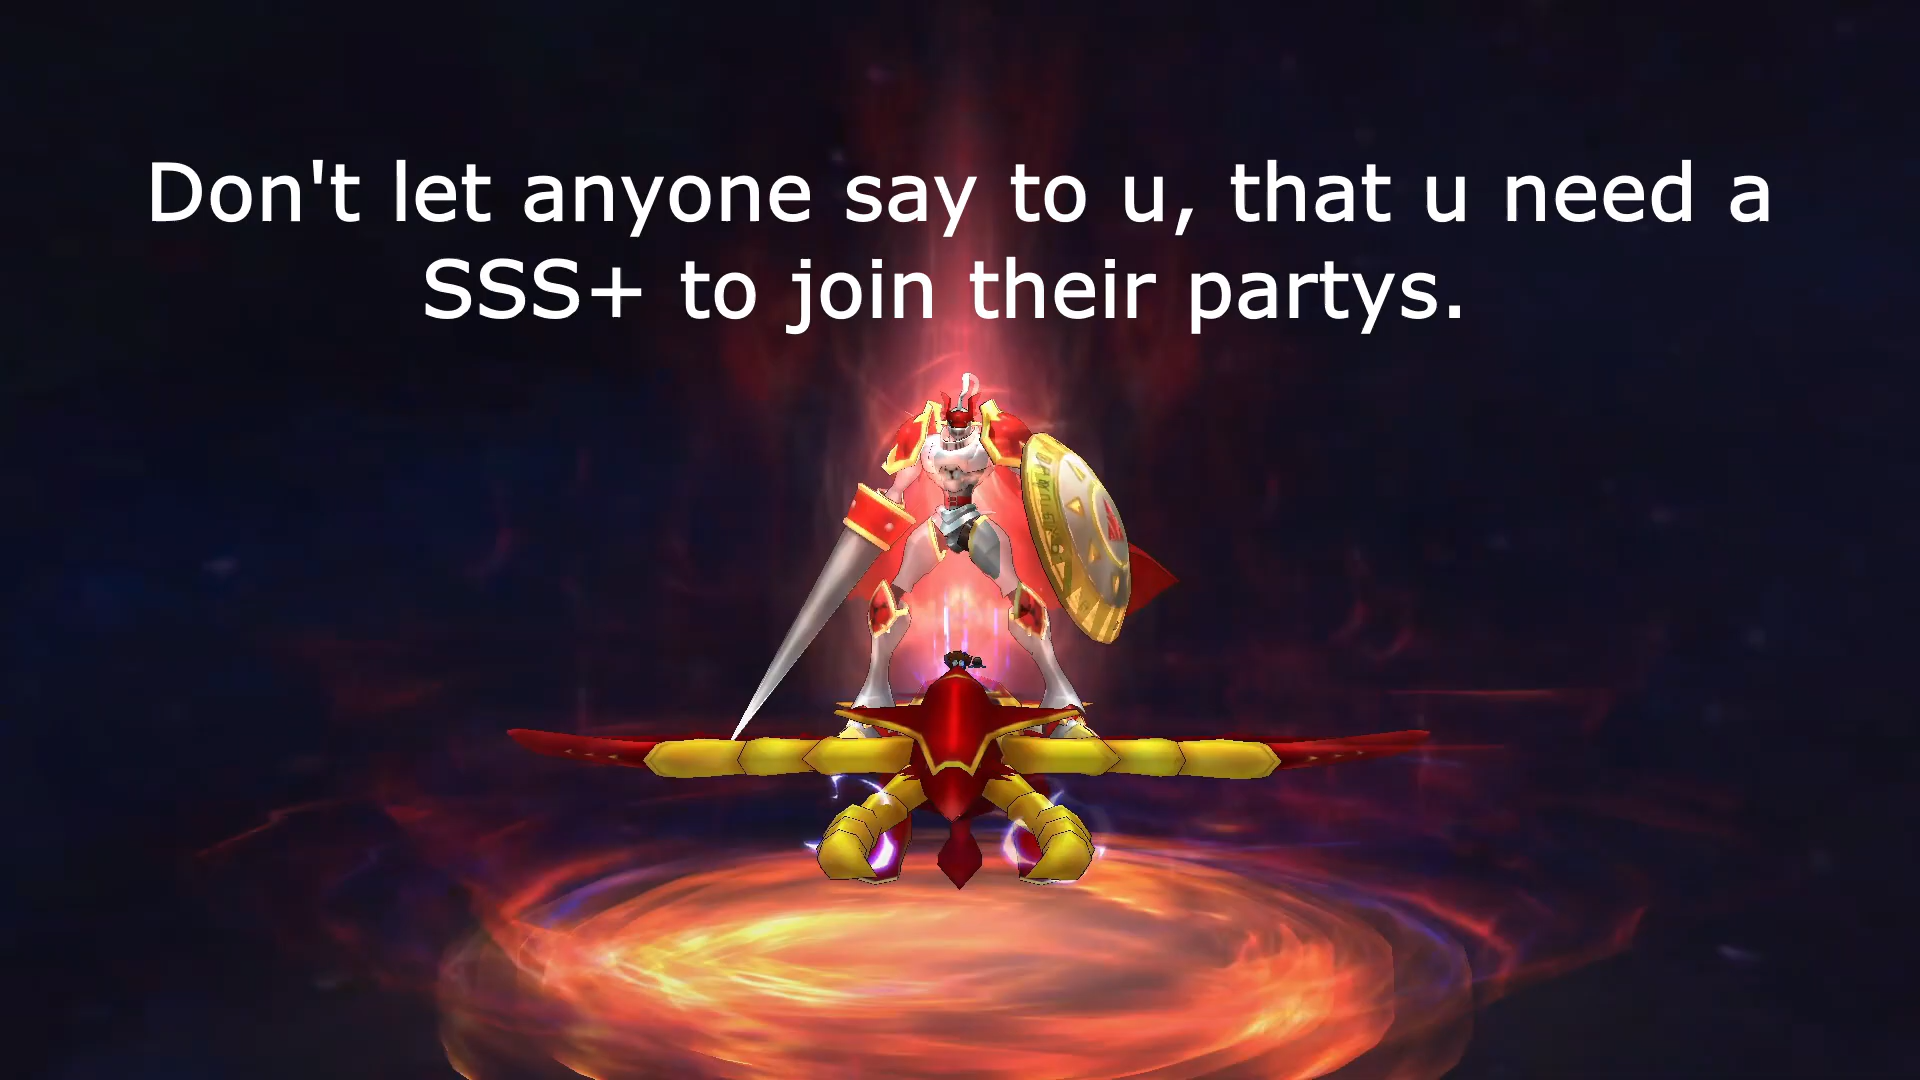 Don't let anyone say to u, that u need a
SSS+ to join their partys.